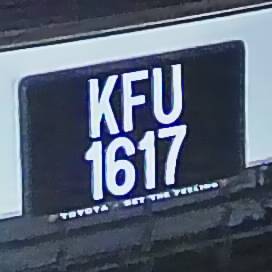 KFU
1617
TOYOTA - GET THE FEELING